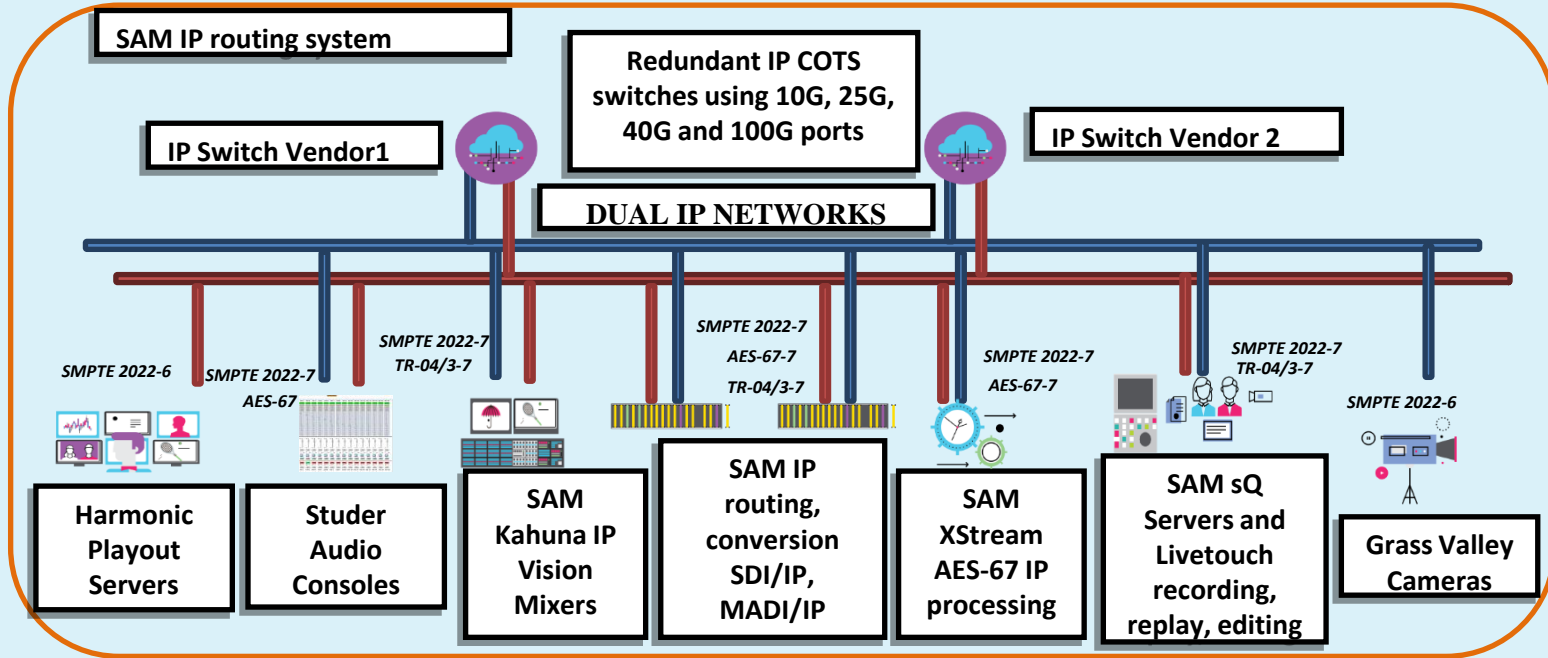 SAM IP routing system
Redundant IP COTS
switches using 10G, 25G,
40G and 100G ports
IP Switch Vendor1
IP Switch Vendor 2
DUAL IP NETWORKS
SMPTE 2022-6
SMPTE 2022-7
AES-67
SMPTE 2022-7
TR-04/3-7
SMPTE 2022-7
AES-67-7
TR-04/3-7
SMPTE 2022-7
AES-67-7
SMPTE 2022-7
TR-04/3-7
SMPTE 2022-6
Harmonic
Playout
Servers
Studer
Audio
Consoles
SAM
Kahuna IP
Vision
Mixers
SAM IP
routing,
conversion
SDI/IP,
MADI/IP
SAM
XStream
AES-67 IP
processing
SAM sQ
Servers and
Livetouch
recording,
replay, editing
Grass Valley
Cameras